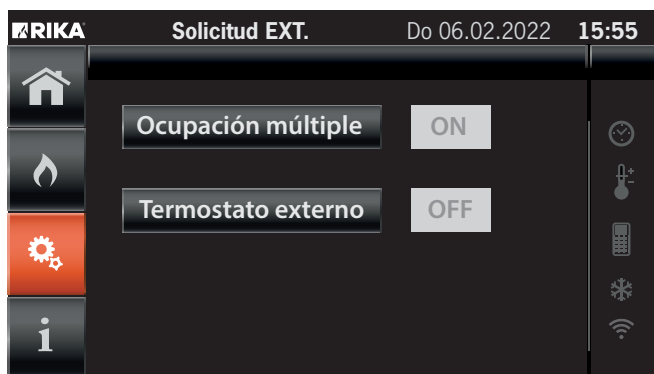 RIKA Solicitud EXT. Do 06.02.2022 15:55
Ocupación múltiple ON
Termostato externo OFF
i